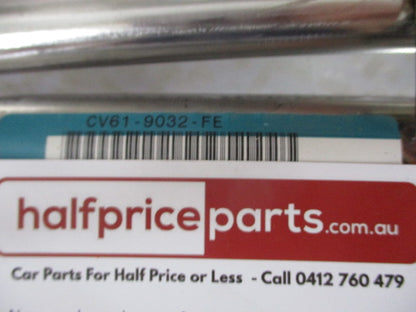 CV61-9032-FE
halfpriceparts.com.au
Car Parts For Half Price or Less - Call 0412 760 479